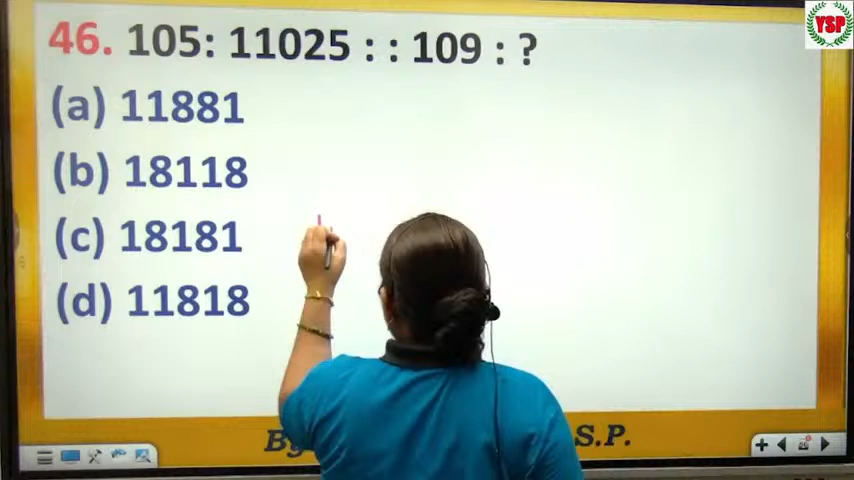 YSP
46. 105: 11025 : : 109 : ?
(a) 11881
(b) 18118
(c) 18181
(d) 11818
S.P.